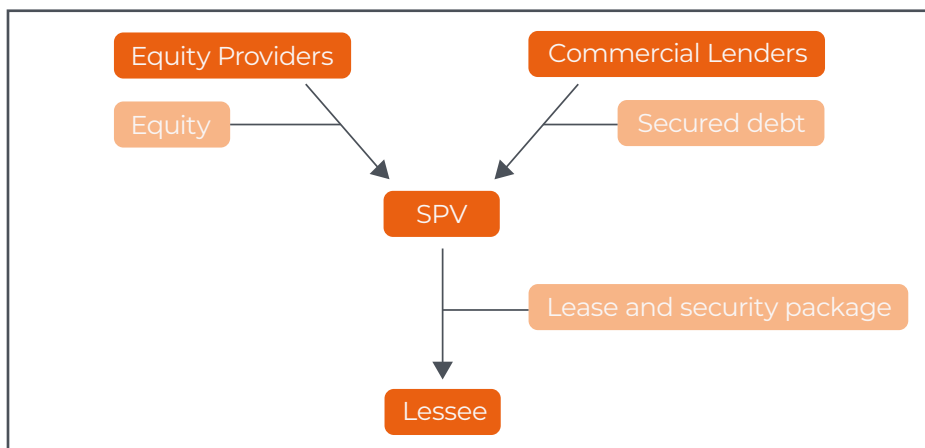 Equity Providers
Commercial Lenders
Equity
Secured debt
SPV
Lease and security package
Lessee